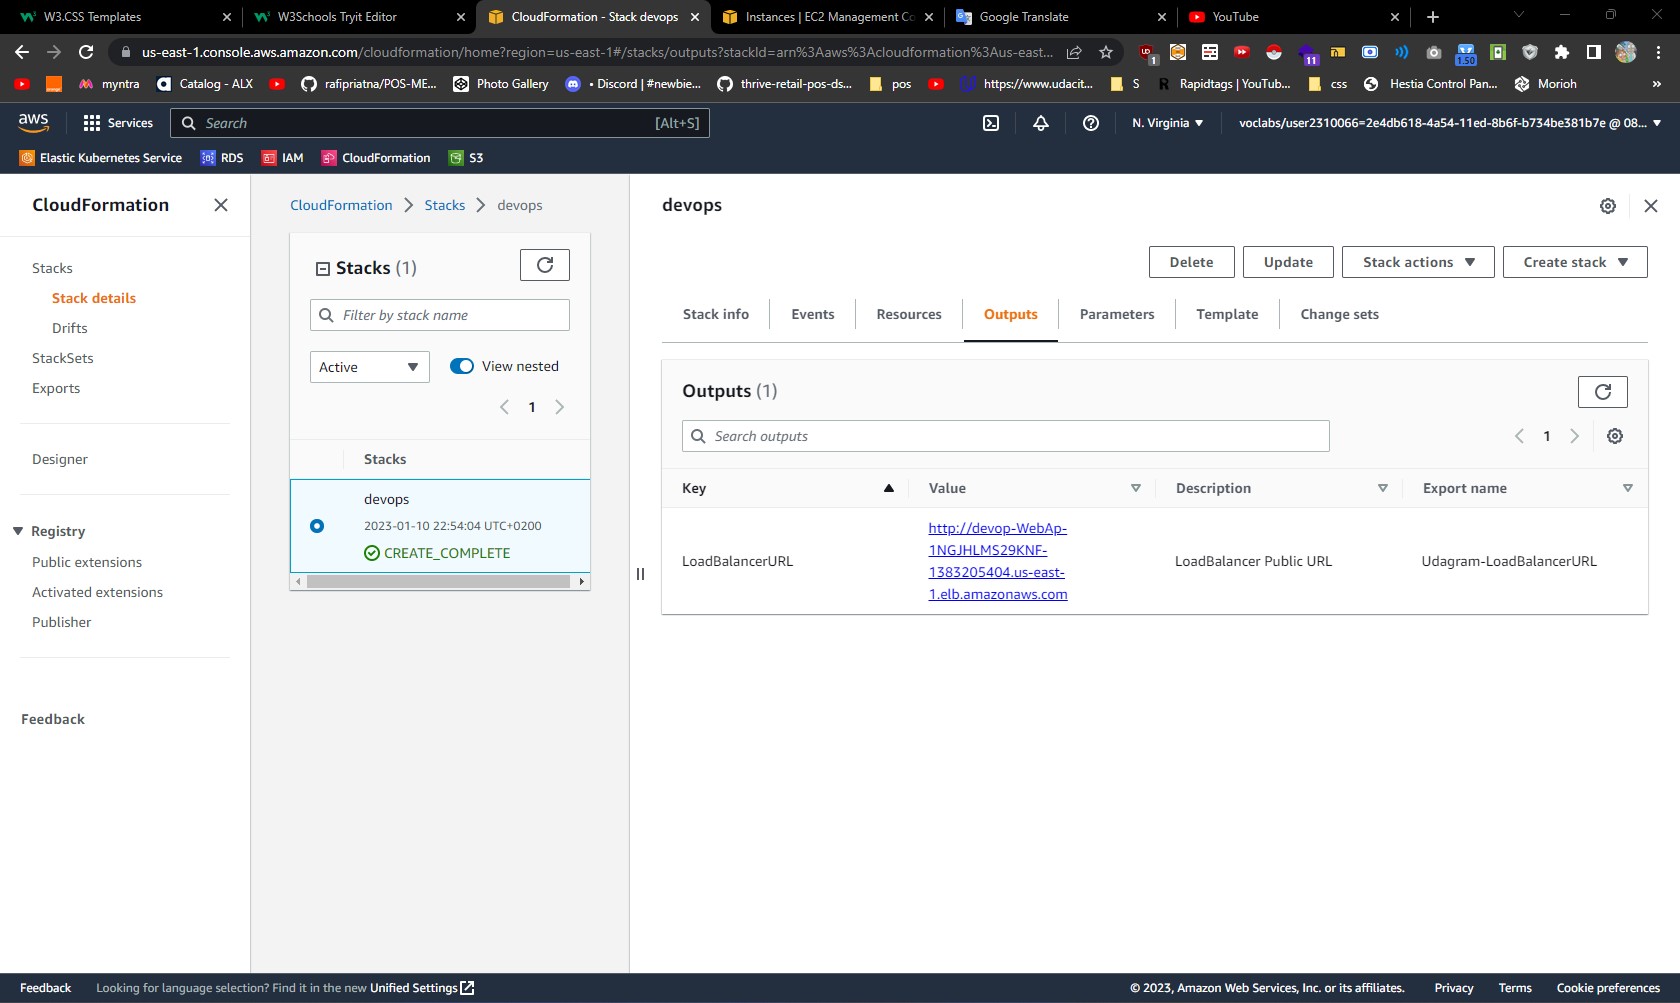 W3.CSS Templates
W3Schools Tryit Editor
CloudFormation - Stack devops
Instances | EC2 Management Co
Google Translate
YouTube
us-east-1.console.aws.amazon.com/cloudformation/home?region=us-east-1#/stacks/outputs?stackId=arn%3Aaws%3Acloudformation%3Aus-east...
1
11
1.50
myntra
Catalog - ALX
rafipriatna/POS-ME...
Photo Gallery
• Discord | #newbie...
thrive-retail-pos-ds...
pos
https://www.udacit...
S
Rapidtags | YouTub...
css
Hestia Control Pan...
Morioh
»
aws
Services
Search
[Alt+S]
N. Virginia
voclabs/user2310066=2e4db618-4a54-11ed-8b6f-b734be381b7e @ 08...
Elastic Kubernetes Service
RDS
IAM
CloudFormation
S3
CloudFormation
Stacks
Stack details
Drifts
StackSets
Exports
Designer
Registry
Public extensions
Activated extensions
Publisher
Feedback
CloudFormation
Stacks
devops
Stacks (1)
Filter by stack name
Active
View nested
1
Stacks
devops
2023-01-10 22:54:04 UTC+0200
CREATE_COMPLETE
devops
Delete
Update
Stack actions
Create stack
Stack info
Events
Resources
Outputs
Parameters
Template
Change sets
Outputs (1)
Search outputs
1
Key
Value
Description
Export name
LoadBalancerURL
http://devop-WebAp-
1NGJHLMS29KNF-
1383205404.us-east-
1.elb.amazonaws.com
LoadBalancer Public URL
Udagram-LoadBalancerURL
Feedback
Looking for language selection? Find it in the new Unified Settings
© 2023, Amazon Web Services, Inc. or its affiliates.
Privacy
Terms
Cookie preferences